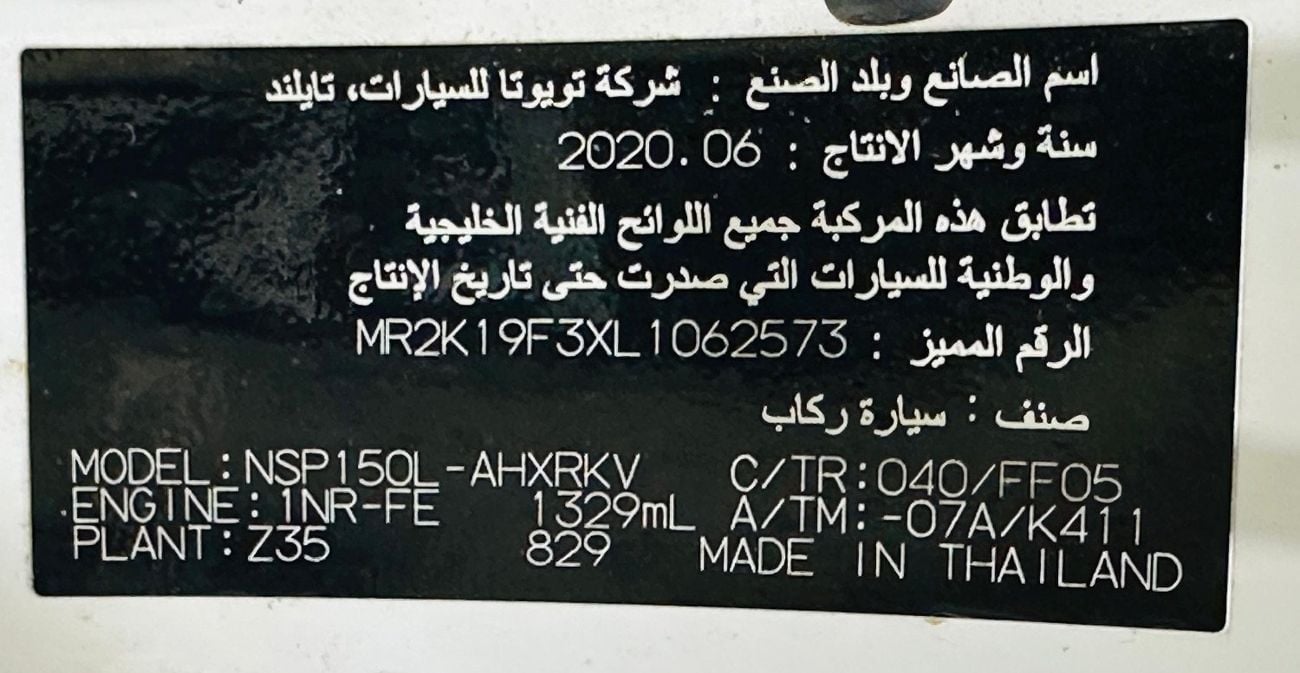 اسم الصانع وبلد الصنع : شركة تويوتا للسيارات، تايلند
سنة وشهر الانتاج : 2020.06
تطابق هذه المركبة جميع اللوائح الفنية الخليجية
والوطنية للسيارات التي صدرت حتى تاريخ الإنتاج
الرقم المميز : MR2K19F3XL1062573
صنف : سيارة ركاب
MODEL:NSP150L-AHXRKV C/TR:040/FF05
ENGINE:1NR-FE 1329mL A/TM:-07A/K411
PLANT:Z35 829 MADE IN THAILAND